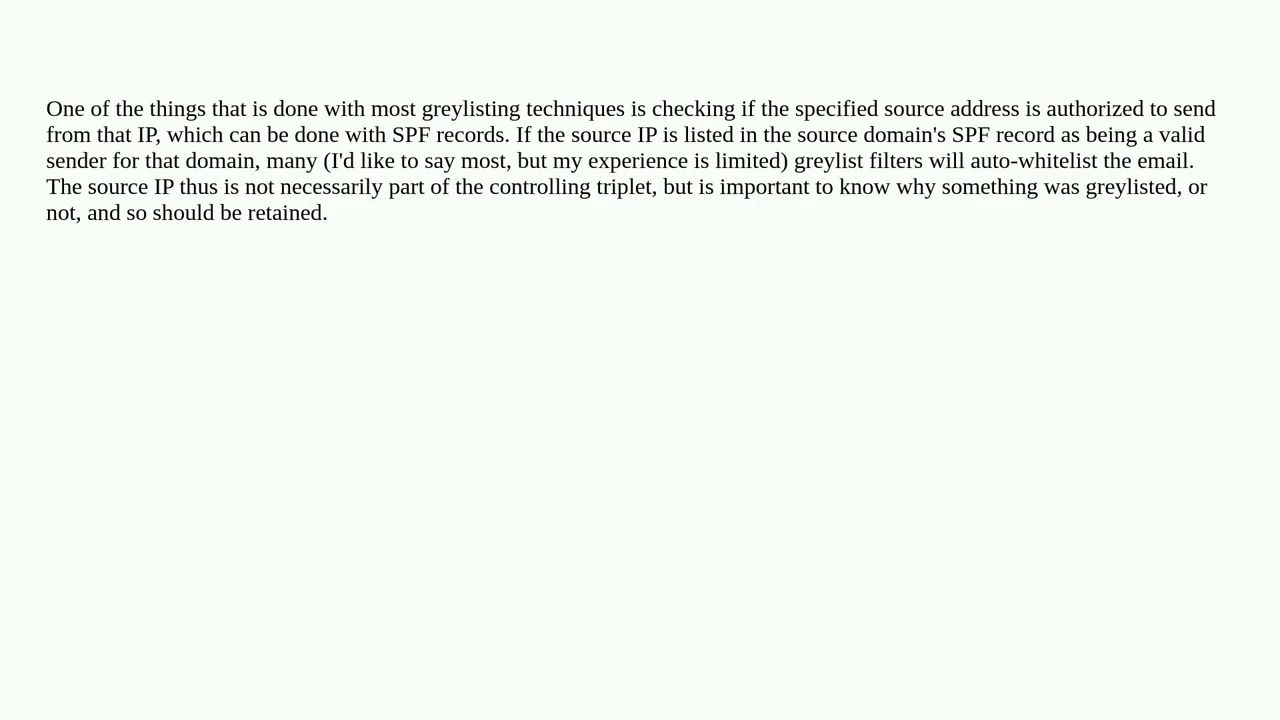 One of the things that is done with most greylisting techniques is checking if the specified source address is authorized to send
from that IP, which can be done with SPF records. If the source IP is listed in the source domain's SPF record as being a valid
sender for that domain, many (I'd like to say most, but my experience is limited) greylist filters will auto-whitelist the email.
The source IP thus is not necessarily part of the controlling triplet, but is important to know why something was greylisted, or
not, and so should be retained.